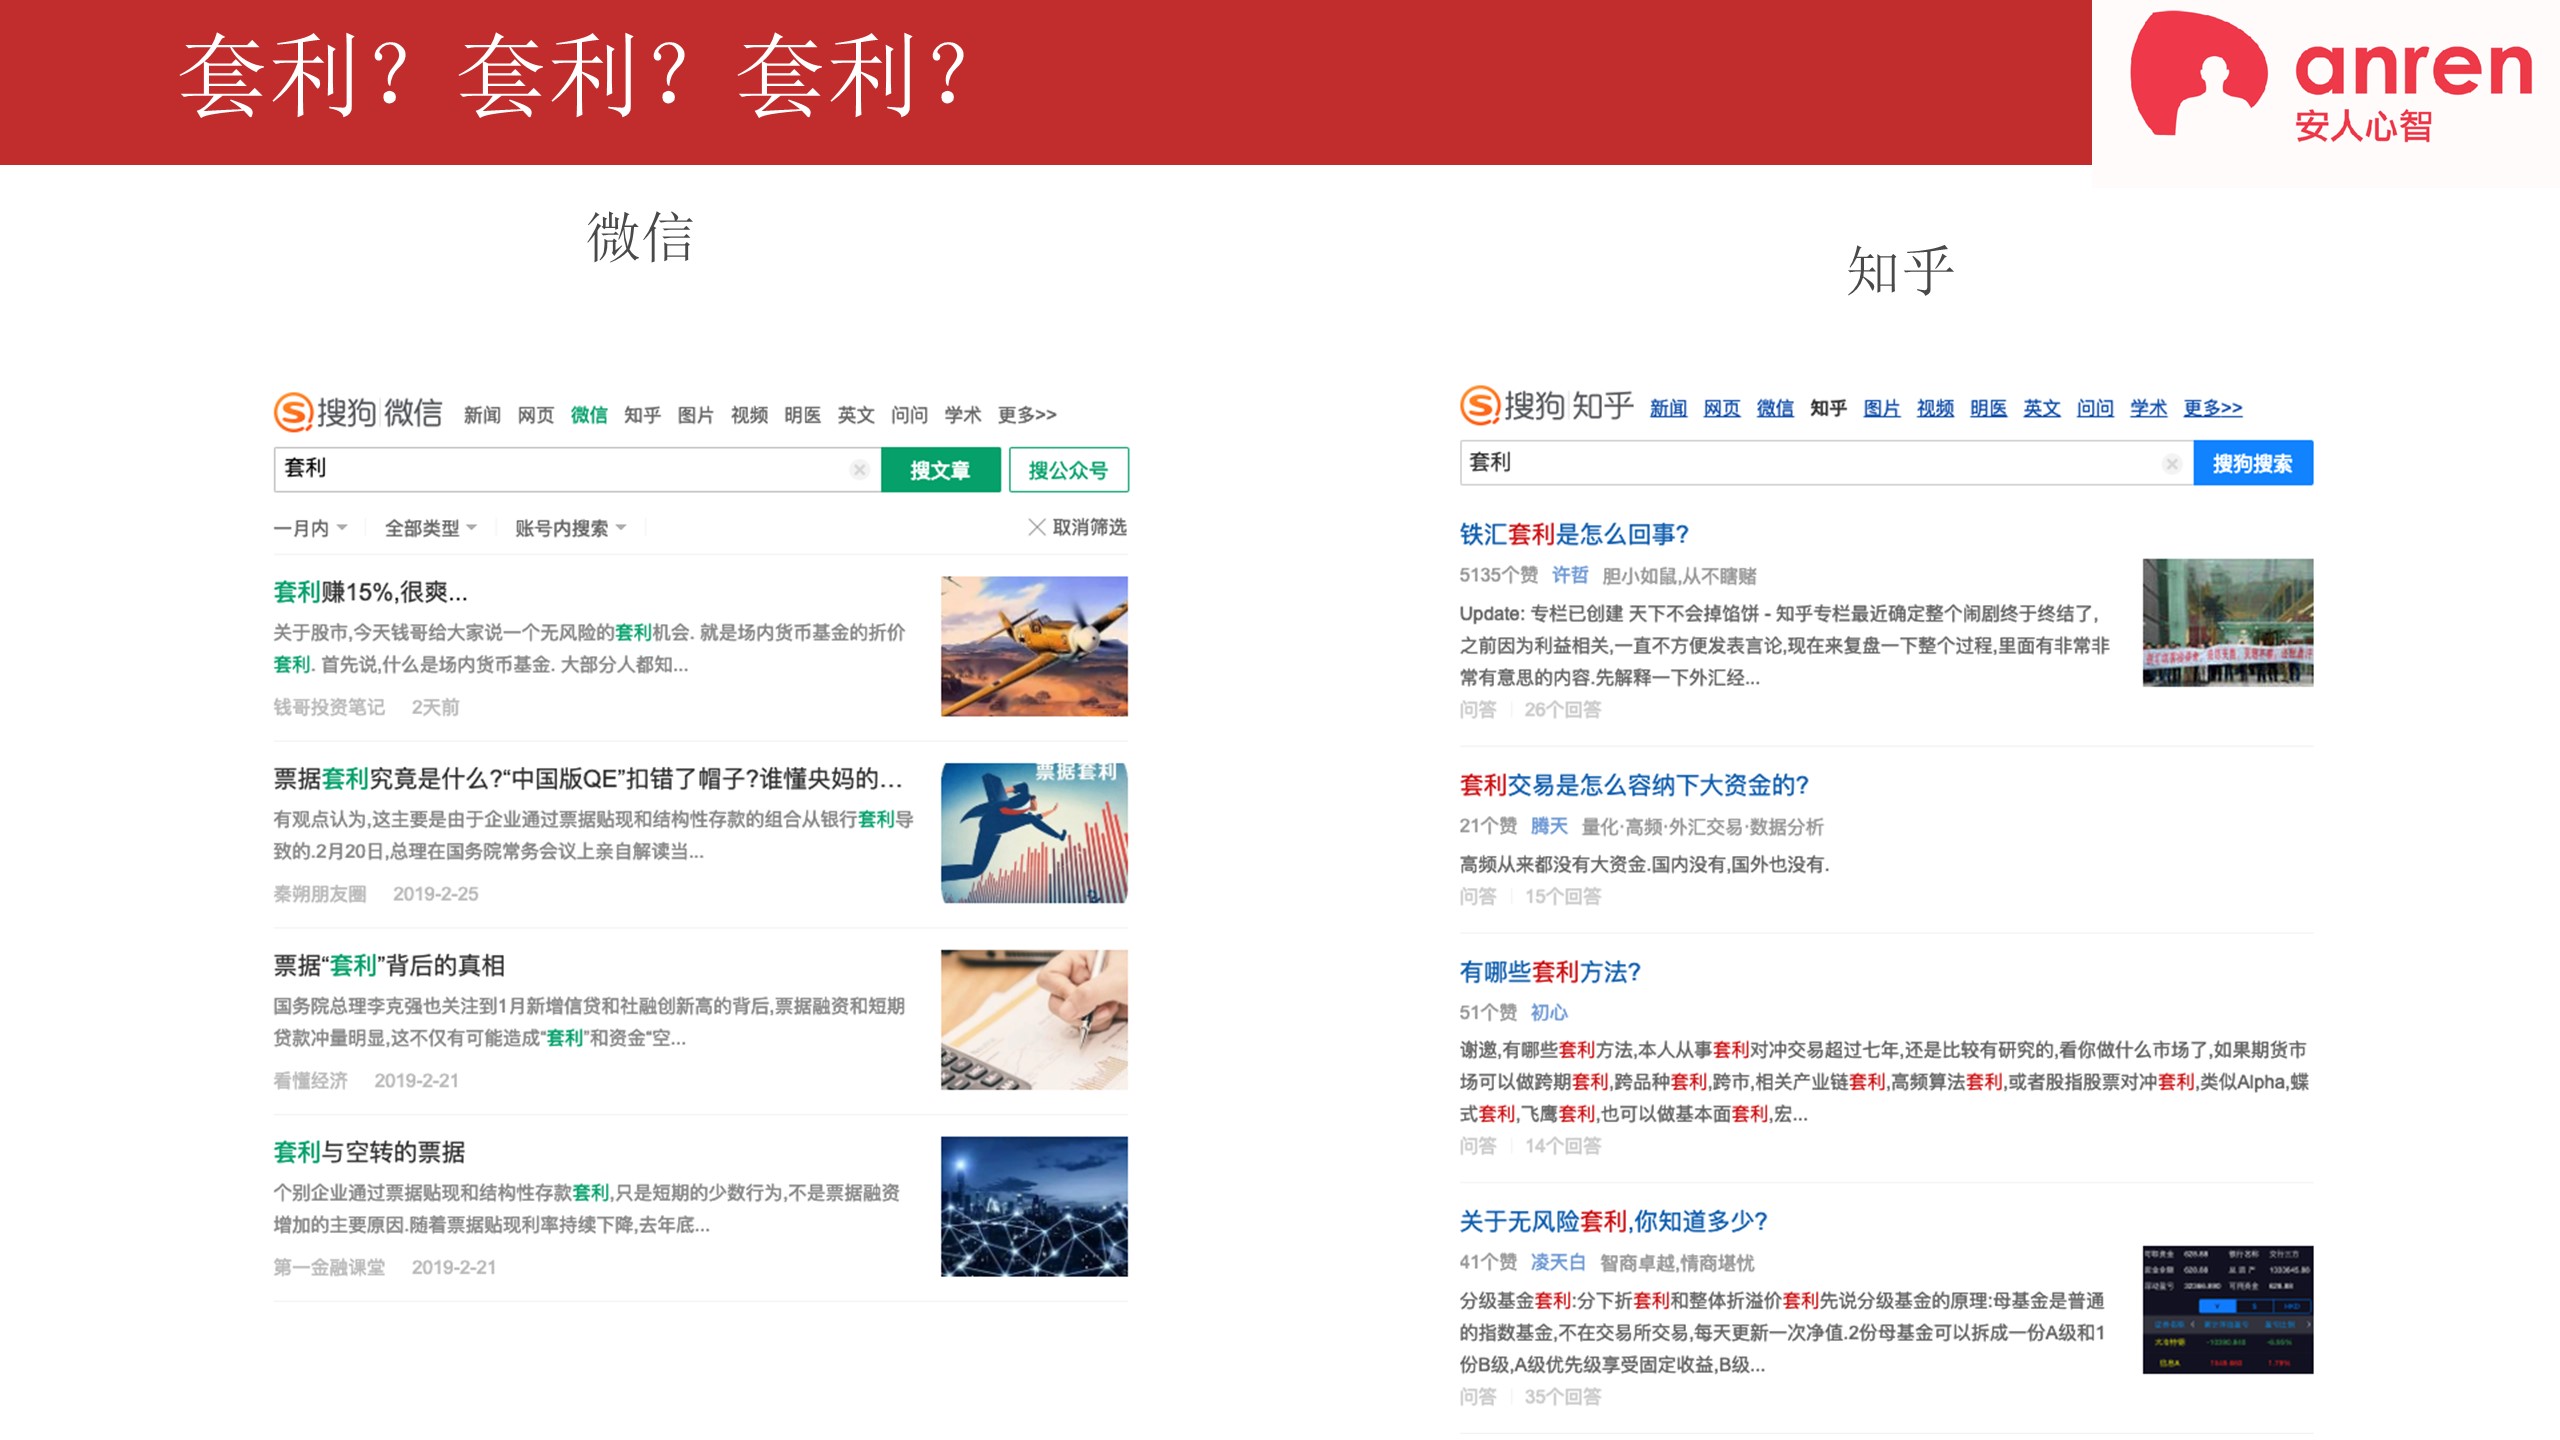 套利？套利？套利？
anren
安人心智
微信
搜狗 微信 新闻 网页 微信 知乎 图片 视频 明医 英文 问问 学术 更多>>
套利 搜文章 搜公众号
一月内 全部类型 账号内搜索 取消筛选
套利赚15%,很爽...
关于股市,今天钱哥给大家说一个无风险的套利机会. 就是场内货币基金的折价
套利. 首先说,什么是场内货币基金. 大部分人都知...
钱哥投资笔记 2天前
票据套利究竟是什么?“中国版QE”扣错了帽子?谁懂央妈的...
有观点认为,这主要是由于企业通过票据贴现和结构性存款的组合从银行套利导
致的.2月20日,总理在国务院常务会议上亲自解读当...
秦朔朋友圈 2019-2-25
票据套利
票据“套利”背后的真相
国务院总理李克强也关注到1月新增信贷和社融创新高的背后,票据融资和短期
贷款冲量明显,这不仅有可能造成“套利”和资金“空...
看懂经济 2019-2-21
套利与空转的票据
个别企业通过票据贴现和结构性存款套利,只是短期的少数行为,不是票据融资
增加的主要原因.随着票据贴现利率持续下降,去年底...
第一金融课堂 2019-2-21
知乎
搜狗 知乎 新闻 网页 微信 知乎 图片 视频 明医 英文 问问 学术 更多>>
套利 搜狗搜索
铁汇套利是怎么回事?
5135个赞 许哲 胆小如鼠,从不瞎赌
Update: 专栏已创建 天下不会掉馅饼 - 知乎专栏最近确定整个闹剧终于终结了,
之前因为利益相关,一直不方便发表言论,现在来复盘一下整个过程,里面有非常非
常有意思的内容.先解释一下外汇经...
问答 26个回答
套利交易是怎么容纳下大资金的?
21个赞 腾天 量化·高频·外汇交易·数据分析
高频从来都没有大资金.国内没有,国外也没有.
问答 15个回答
有哪些套利方法?
51个赞 初心
谢邀,有哪些套利方法,本人从事套利对冲交易超过七年,还是比较有研究的,看你做什么市场了,如果期货市
场可以做跨期套利,跨品种套利,跨市,相关产业链套利,高频算法套利,或者股指股票对冲套利,类似Alpha,蝶
式套利,飞鹰套利,也可以做基本面套利,宏...
问答 14个回答
关于无风险套利,你知道多少?
41个赞 凌天白 智商卓越,情商堪忧
分级基金套利:分下折套利和整体折溢价套利先说分级基金的原理:母基金是普通
的指数基金,不在交易所交易,每天更新一次净值.2份母基金可以拆成一份A级和1
份B级,A级优先级享受固定收益,B级...
问答 35个回答